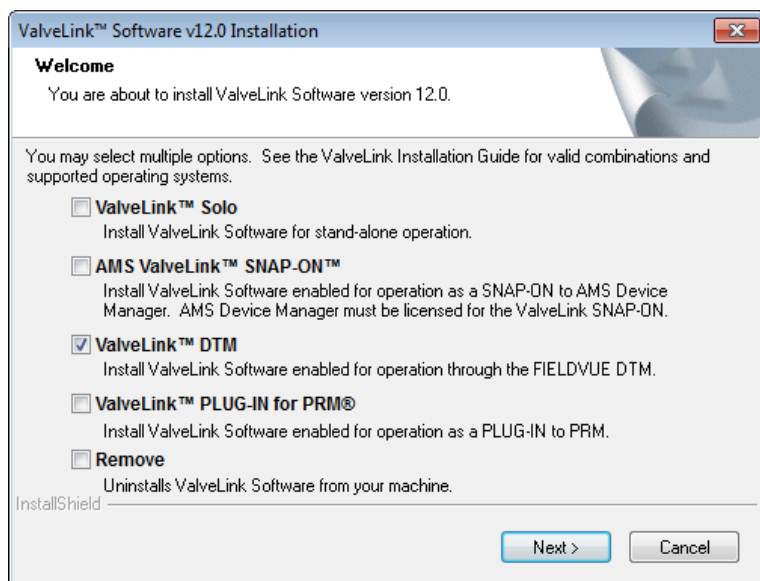 ValveLink™ Software v12.0 Installation
Welcome
You are about to install ValveLink Software version 12.0.
You may select multiple options. See the ValveLink Installation Guide for valid combinations and
supported operating systems.
ValveLink™ Solo
Install ValveLink Software for stand-alone operation.
AMS ValveLink™ SNAP-ON™
Install ValveLink Software enabled for operation as a SNAP-ON to AMS Device
Manager. AMS Device Manager must be licensed for the ValveLink SNAP-ON.
ValveLink™ DTM
Install ValveLink Software enabled for operation through the FIELDVUE DTM.
ValveLink™ PLUG-IN for PRM®
Install ValveLink Software enabled for operation as a PLUG-IN to PRM.
Remove
Uninstalls ValveLink Software from your machine.
InstallShield
Next > Cancel